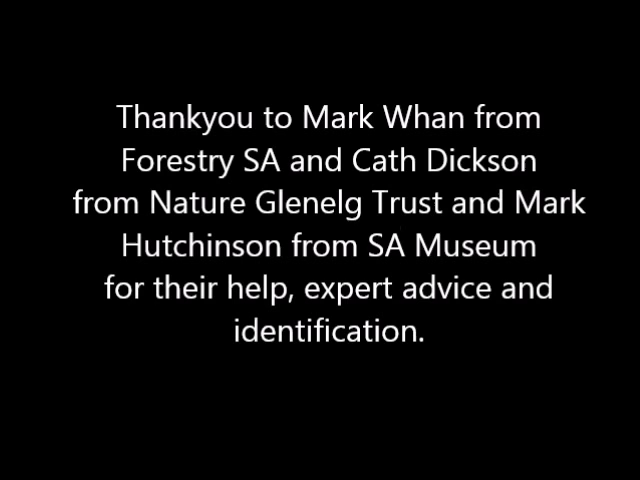 Thankyou to Mark Whan from
Forestry SA and Cath Dickson
from Nature Glenelg Trust and Mark
Hutchinson from SA Museum
for their help, expert advice and
identification.